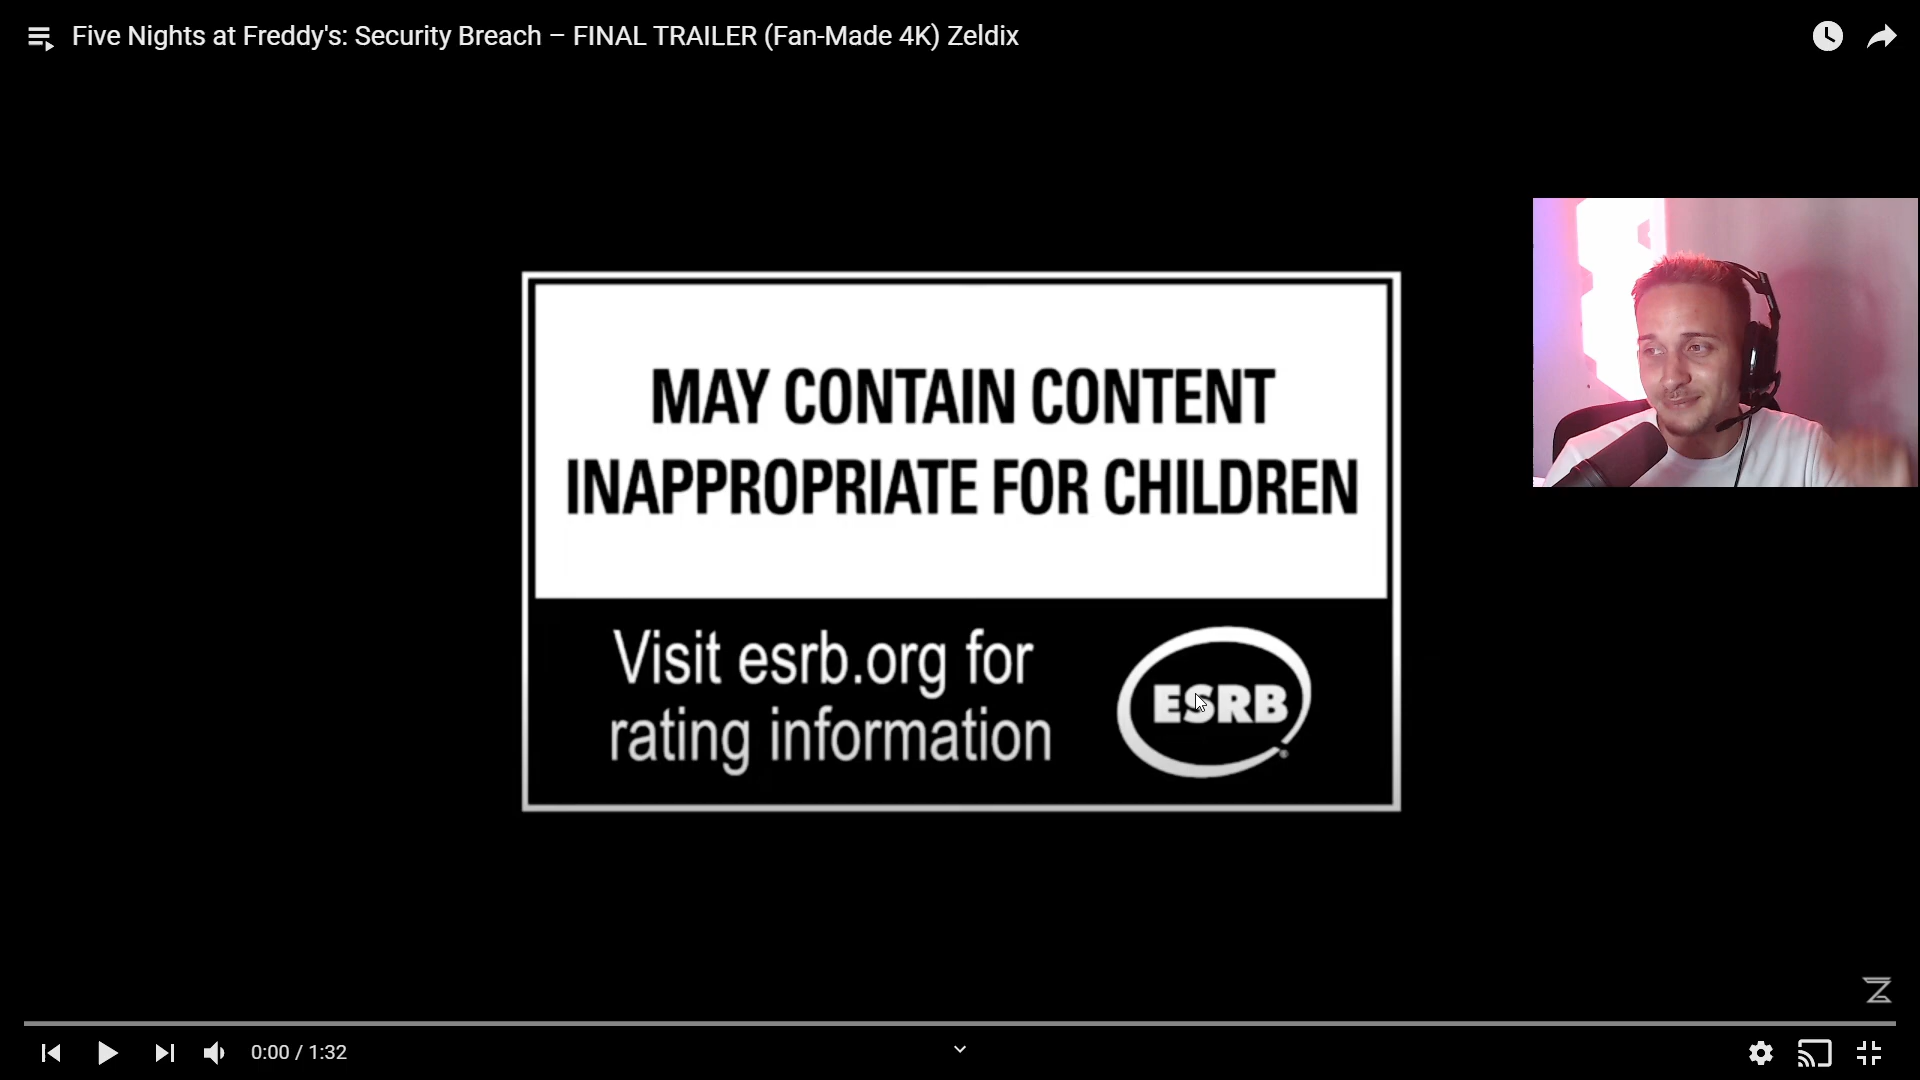 Five Nights at Freddy's: Security Breach – FINAL TRAILER (Fan-Made 4K) Zeldix
MAY CONTAIN CONTENT
INAPPROPRIATE FOR CHILDREN
Visit esrb.org for
rating information
ESRB
®
Z
0:00 / 1:32